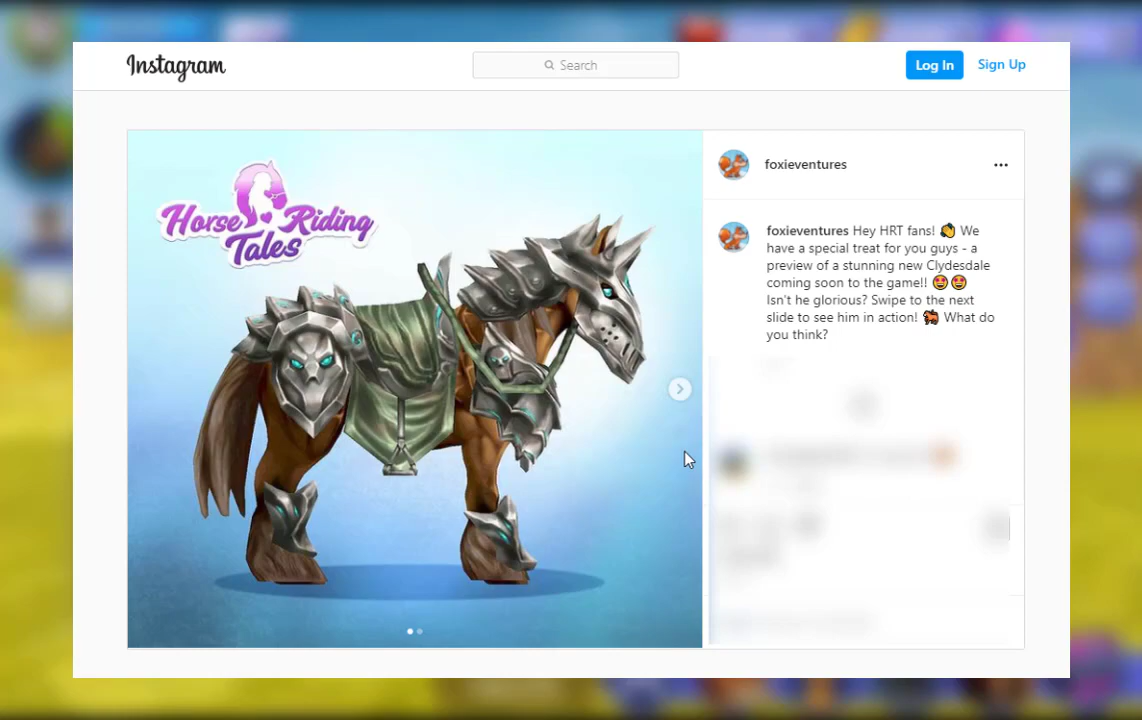 Instagram
Search
Log In
Sign Up
Horse Riding
Tales
foxieventures
foxieventures Hey HRT fans! 👏 We
have a special treat for you guys - a
preview of a stunning new Clydesdale
coming soon to the game!! 🤩🤩
Isn't he glorious? Swipe to the next
slide to see him in action! 🐎 What do
you think?